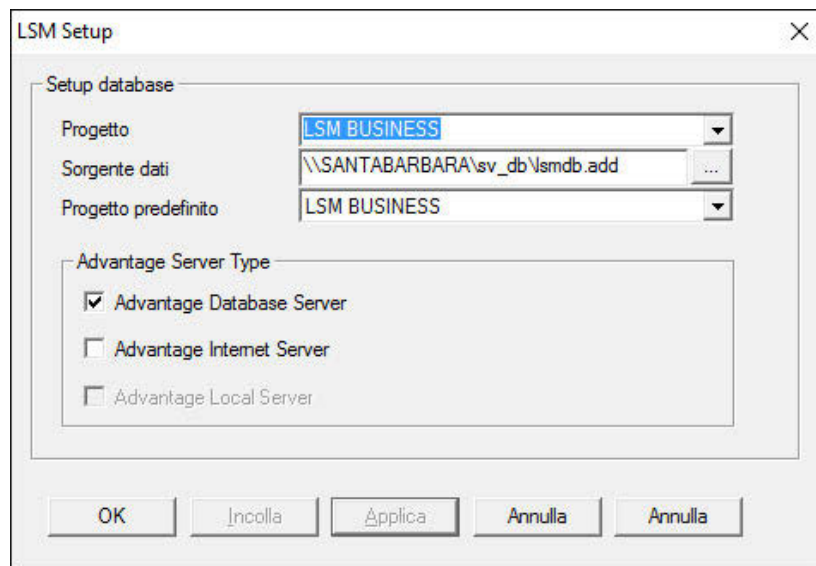 LSM Setup
Setup database
Progetto LSM BUSINESS
Sorgente dati \\SANTABARBARA\sv_db\lsmdb.add ...
Progetto predefinito LSM BUSINESS
Advantage Server Type
Advantage Database Server
Advantage Internet Server
Advantage Local Server
OK Incolla Applica Annulla Annulla